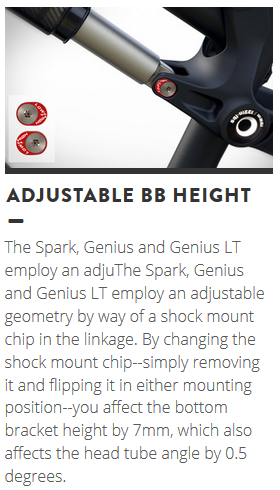 ADJUSTABLE BB HEIGHT
The Spark, Genius and Genius LT
employ an adjuThe Spark, Genius
and Genius LT employ an adjustable
geometry by way of a shock mount
chip in the linkage. By changing the
shock mount chip--simply removing
it and flipping it in either mounting
position--you affect the bottom
bracket height by 7mm, which also
affects the head tube angle by 0.5
degrees.